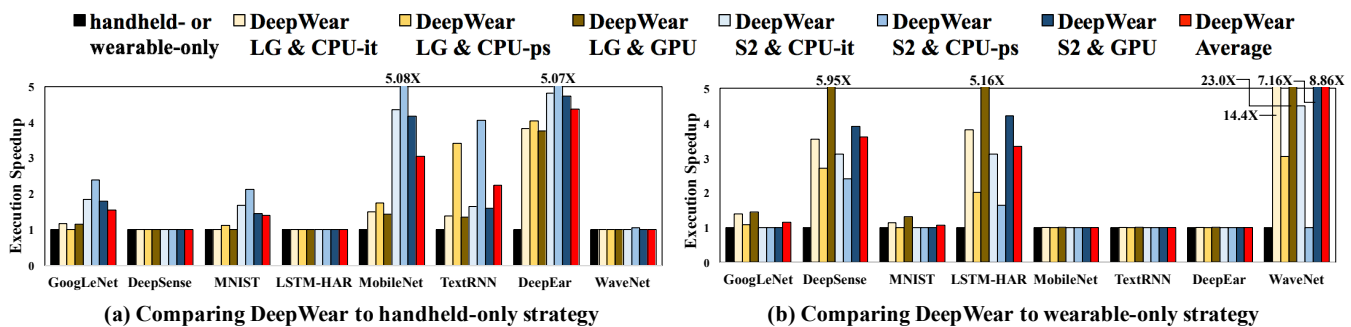 handheld- or wearable-only
DeepWear LG & CPU-it
DeepWear LG & CPU-ps
DeepWear LG & GPU
DeepWear S2 & CPU-it
DeepWear S2 & CPU-ps
DeepWear S2 & GPU
DeepWear Average
Execution Speedup
5
4
3
2
1
0
5.08X
5.07X
GoogLeNet DeepSense MNIST LSTM-HAR MobileNet TextRNN DeepEar WaveNet
(a) Comparing DeepWear to handheld-only strategy
Execution Speedup
5
4
3
2
1
0
5.95X
5.16X
23.0X
7.16X
8.86X
14.4X
GoogLeNet DeepSense MNIST LSTM-HAR MobileNet TextRNN DeepEar WaveNet
(b) Comparing DeepWear to wearable-only strategy